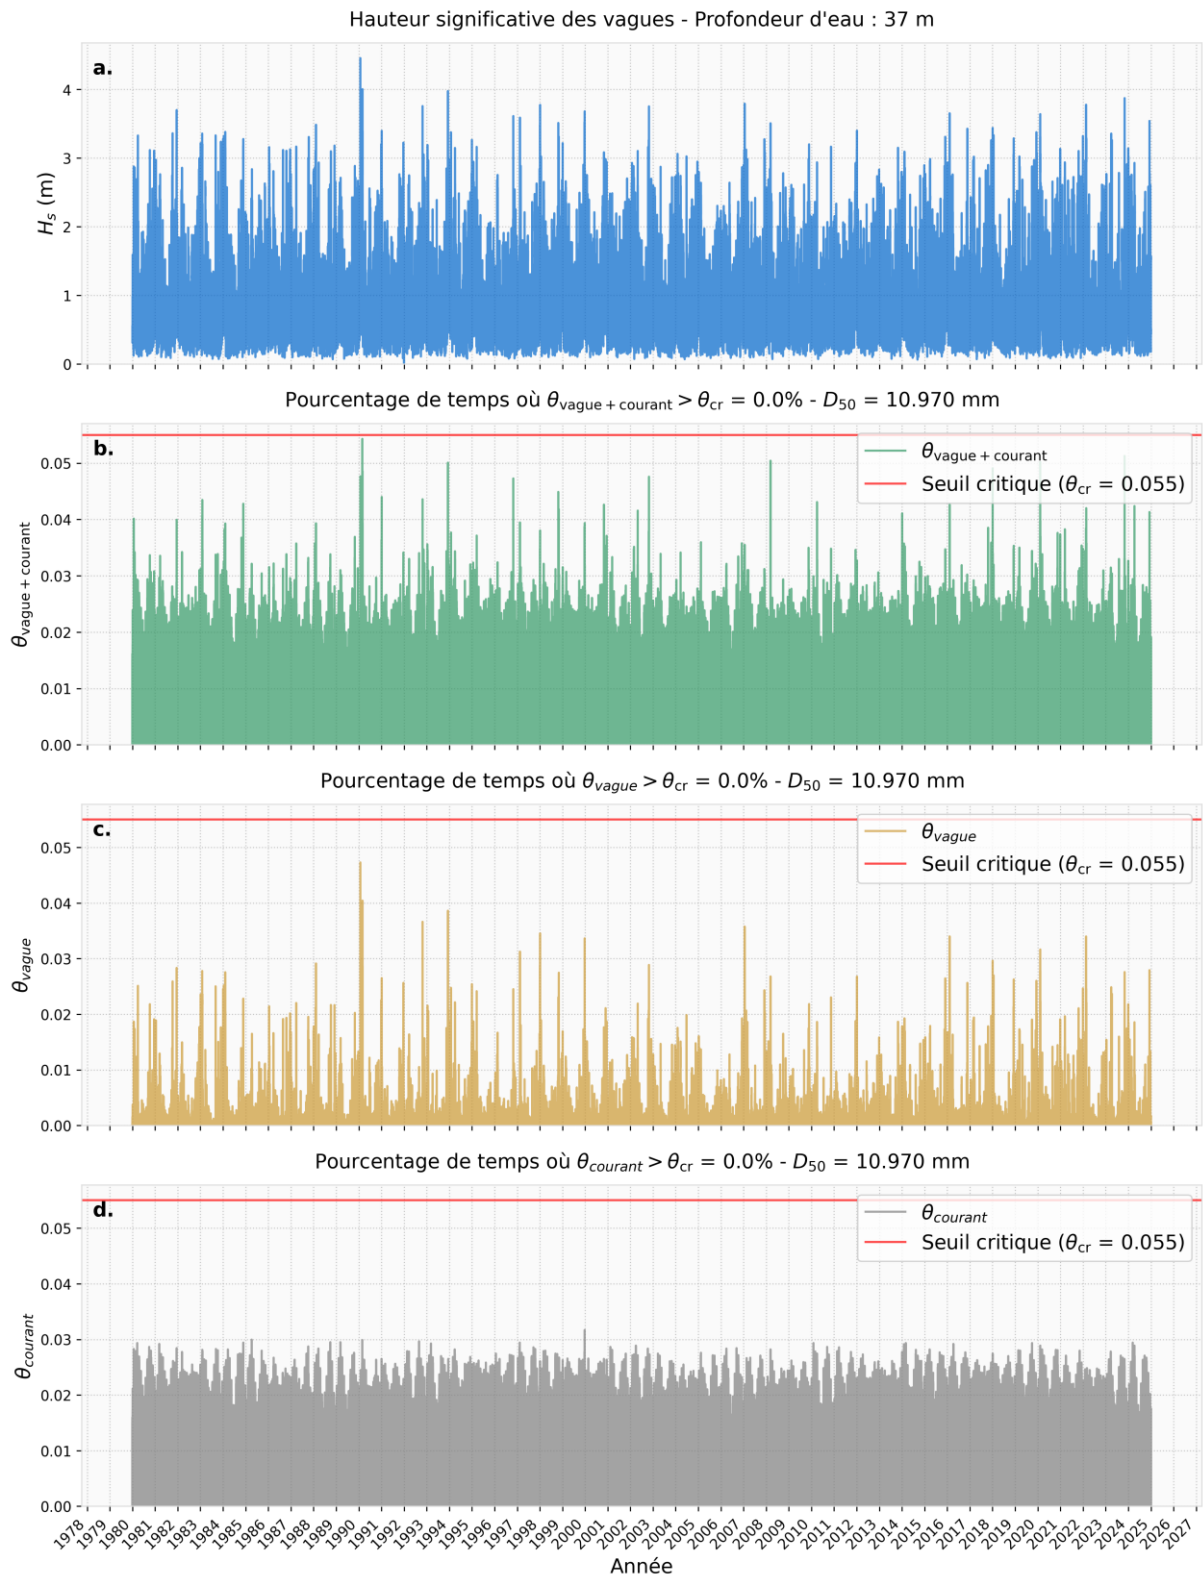 Hauteur significative des vagues - Profondeur d'eau : 37 m
a.
4
3
2
1
0
H_s (m)
Pourcentage de temps où θ_vague + courant > θ_cr = 0.0% - D_50 = 10.970 mm
b.
θ_vague + courant
Seuil critique (θ_cr = 0.055)
0.05
0.04
0.03
0.02
0.01
0.00
θ_vague + courant
Pourcentage de temps où θ_vague > θ_cr = 0.0% - D_50 = 10.970 mm
c.
θ_vague
Seuil critique (θ_cr = 0.055)
0.05
0.04
0.03
0.02
0.01
0.00
θ_vague
Pourcentage de temps où θ_courant > θ_cr = 0.0% - D_50 = 10.970 mm
d.
θ_courant
Seuil critique (θ_cr = 0.055)
0.05
0.04
0.03
0.02
0.01
0.00
θ_courant
1978 1979 1980 1981 1982 1983 1984 1985 1986 1987 1988 1989 1990 1991 1992 1993 1994 1995 1996 1997 1998 1999 2000 2001 2002 2003 2004 2005 2006 2007 2008 2009 2010 2011 2012 2013 2014 2015 2016 2017 2018 2019 2020 2021 2022 2023 2024 2025 2026 2027
Année